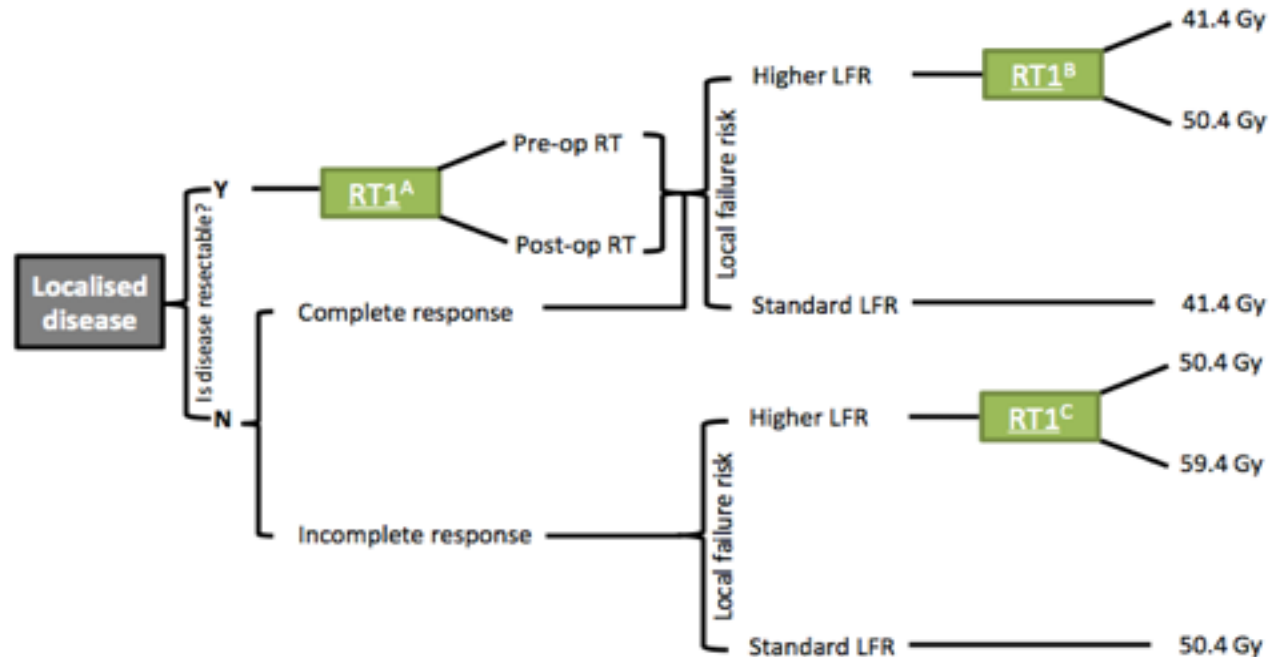 41.4 Gy
Higher LFR
RT1ᴮ
50.4 Gy
Local failure risk
Pre-op RT
Y
RT1ᴬ
Post-op RT
Is disease resectable?
Localised
disease
Complete response
Standard LFR
41.4 Gy
N
50.4 Gy
Higher LFR
RT1ᶜ
59.4 Gy
Local failure risk
Incomplete response
Standard LFR
50.4 Gy